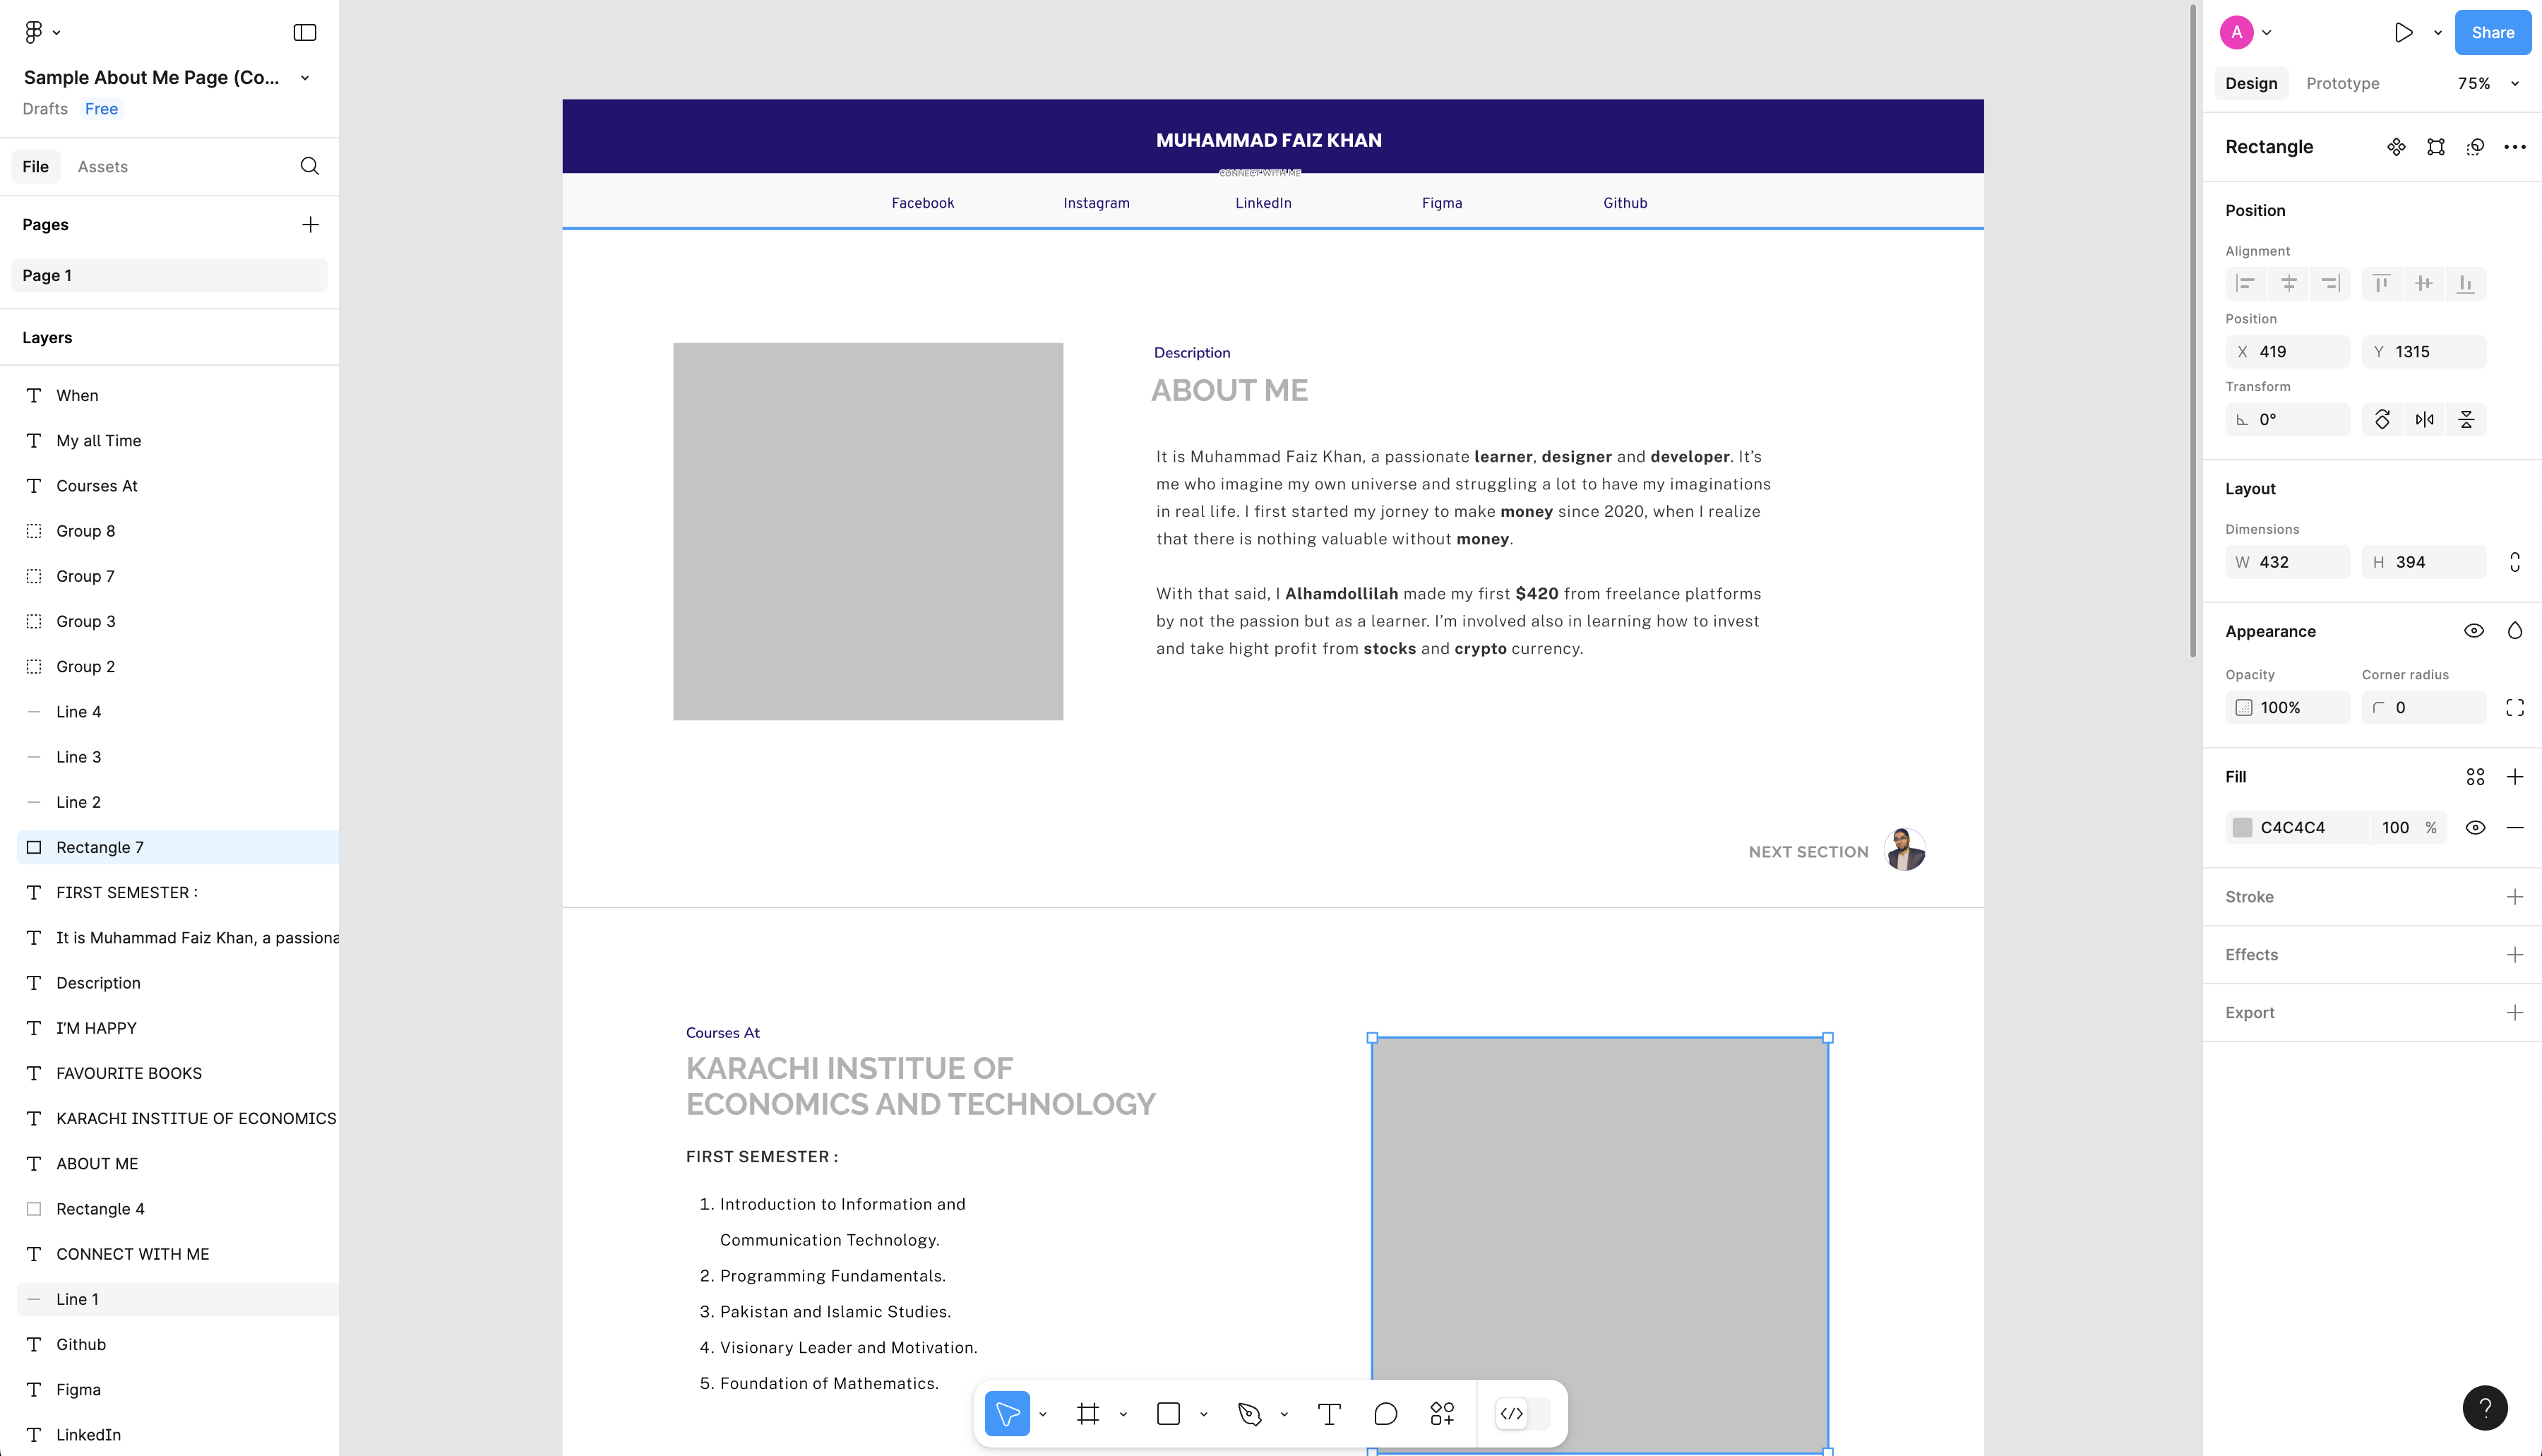 Sample About Me Page (Co...
Drafts Free
File Assets
Pages
Page 1
Layers
When
My all Time
Courses At
Group 8
Group 7
Group 3
Group 2
Line 4
Line 3
Line 2
Rectangle 7
FIRST SEMESTER :
It is Muhammad Faiz Khan, a passiona
Description
I'M HAPPY
FAVOURITE BOOKS
KARACHI INSTITUE OF ECONOMICS
ABOUT ME
Rectangle 4
CONNECT WITH ME
Line 1
Github
Figma
LinkedIn
MUHAMMAD FAIZ KHAN
CONNECT WITH ME
Facebook Instagram LinkedIn Figma Github
Description
ABOUT ME
It is Muhammad Faiz Khan, a passionate learner, designer and developer. It's
me who imagine my own universe and struggling a lot to have my imaginations
in real life. I first started my jorney to make money since 2020, when I realize
that there is nothing valuable without money.
With that said, I Alhamdollilah made my first $420 from freelance platforms
by not the passion but as a learner. I'm involved also in learning how to invest
and take hight profit from stocks and crypto currency.
NEXT SECTION
Courses At
KARACHI INSTITUE OF
ECONOMICS AND TECHNOLOGY
FIRST SEMESTER :
1. Introduction to Information and
Communication Technology.
2. Programming Fundamentals.
3. Pakistan and Islamic Studies.
4. Visionary Leader and Motivation.
5. Foundation of Mathematics.
A
Share
Design Prototype 75%
Rectangle
Position
Alignment
Position
X 419 Y 1315
Transform
0°
Layout
Dimensions
W 432 H 394
Appearance
Opacity Corner radius
100% 0
Fill
C4C4C4 100 %
Stroke
Effects
Export
?